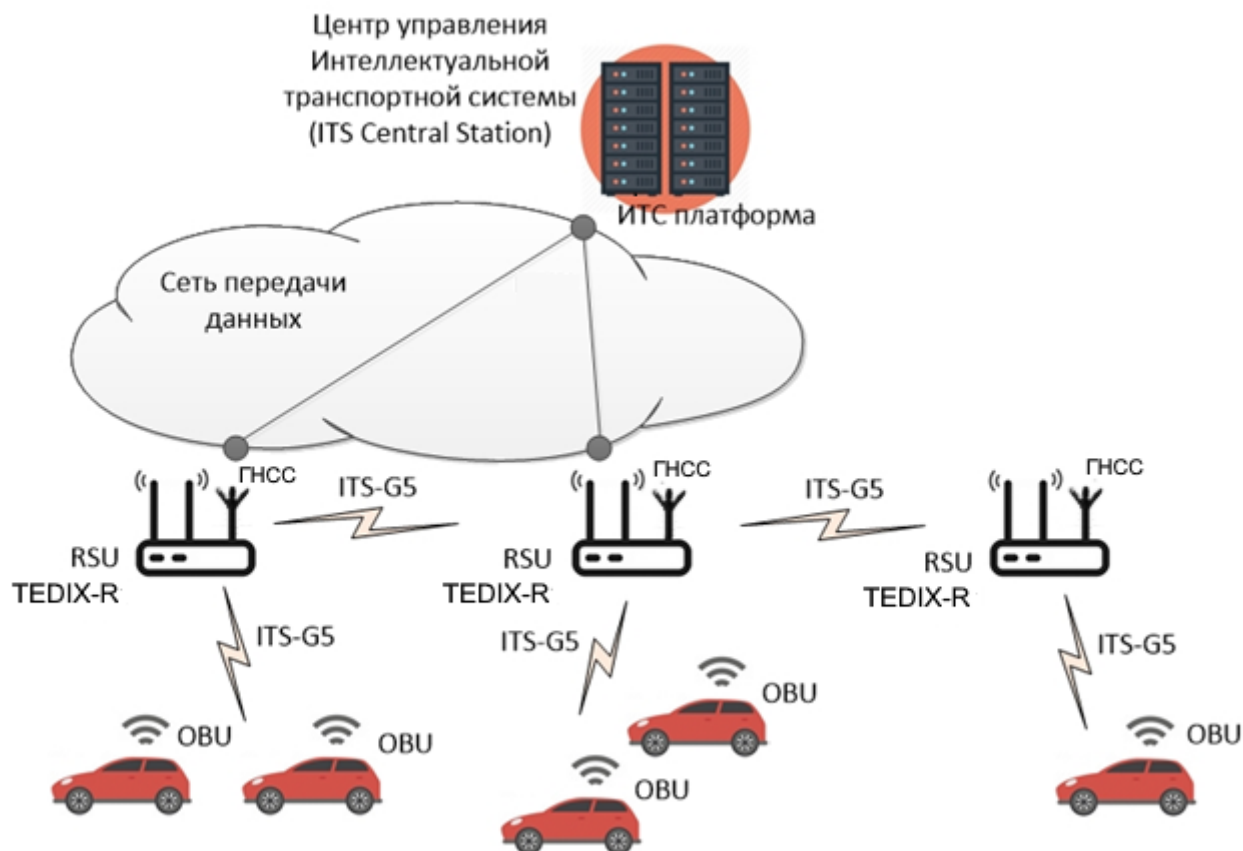 Центр управления
Интеллектуальной
транспортной системы
(ITS Central Station)
ИТС платформа
Сеть передачи
данных
ГНСС
ITS-G5
ГНСС
ITS-G5
ГНСС
RSU
TEDIX-R
RSU
TEDIX-R
RSU
TEDIX-R
ITS-G5
ITS-G5
ITS-G5
OBU
OBU
OBU
OBU
OBU